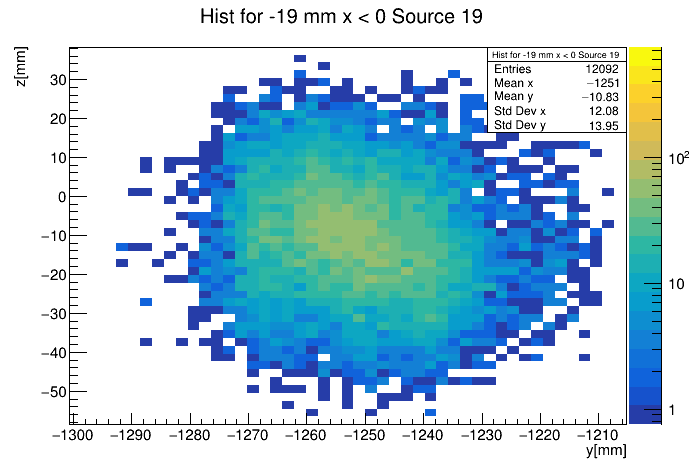 Hist for -19 mm x < 0 Source 19
z[mm]
Hist for -19 mm x < 0 Source 19
Entries 12092
Mean x −1251
Mean y −10.83
Std Dev x 12.08
Std Dev y 13.95
30
20
10
0
−10
−20
−30
−40
−50
10²
10
1
−1300 −1290 −1280 −1270 −1260 −1250 −1240 −1230 −1220 −1210
y[mm]